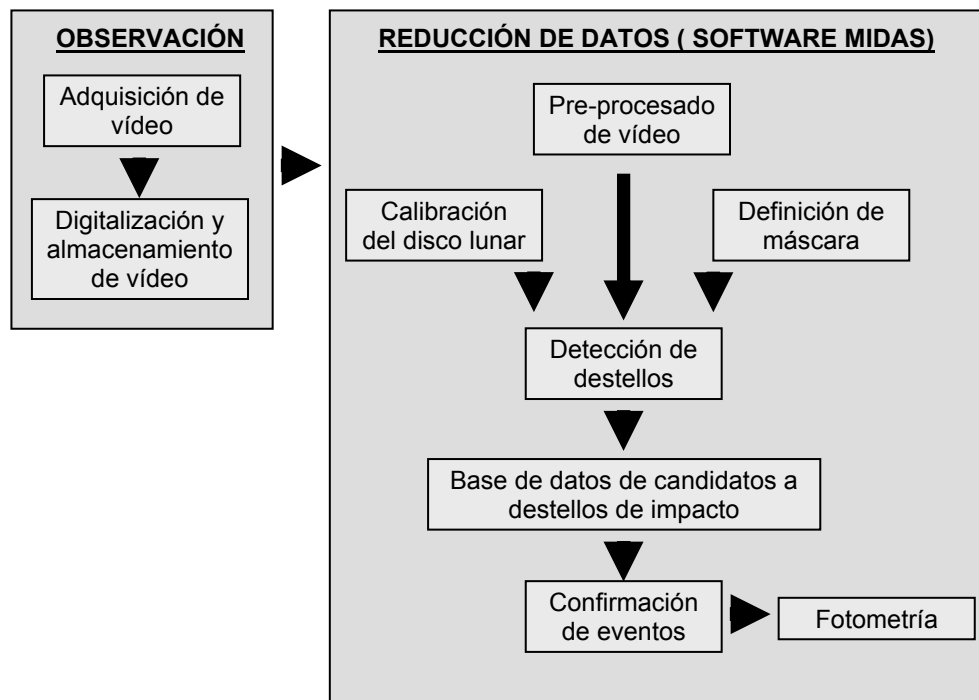 OBSERVACIÓN
Adquisición de
vídeo
Digitalización y
almacenamiento
de vídeo
REDUCCIÓN DE DATOS ( SOFTWARE MIDAS)
Pre-procesado
de vídeo
Calibración
del disco lunar
Definición de
máscara
Detección de
destellos
Base de datos de candidatos a
destellos de impacto
Confirmación
de eventos
Fotometría